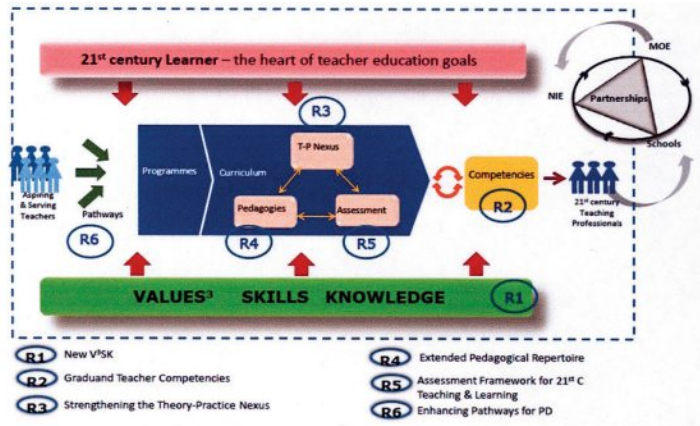 21st century Learner – the heart of teacher education goals
MOE
NIE
Partnerships
Schools
R3
T-P Nexus
Programmes
Curriculum
Pedagogies
Assessment
Competencies
R2
Aspiring
& Serving
Teachers
Pathways
R6
R4
R5
21st century
Teaching
Professionals
VALUES³ SKILLS KNOWLEDGE
R1
R1 New V³SK
R2 Graduand Teacher Competencies
R3 Strengthening the Theory-Practice Nexus
R4 Extended Pedagogical Repertoire
R5 Assessment Framework for 21st C
Teaching & Learning
R6 Enhancing Pathways for PD